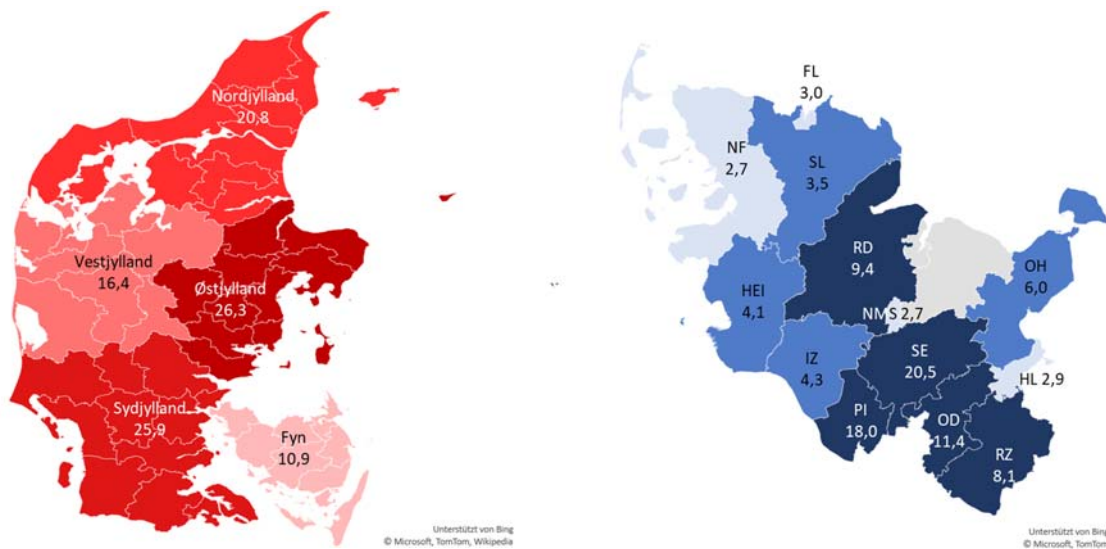 Nordjylland
20,8
Vestjylland
16,4
Østjylland
26,3
Sydjylland
25,9
Fyn
10,9
Unterstützt von Bing
© Microsoft, TomTom, Wikipedia
FL
3,0
NF
2,7
SL
3,5
RD
9,4
OH
6,0
HEI
4,1
NMS 2,7
SE
20,5
IZ
4,3
HL 2,9
PI
18,0
OD
11,4
RZ
8,1
Unterstützt von Bing
© Microsoft, TomTom